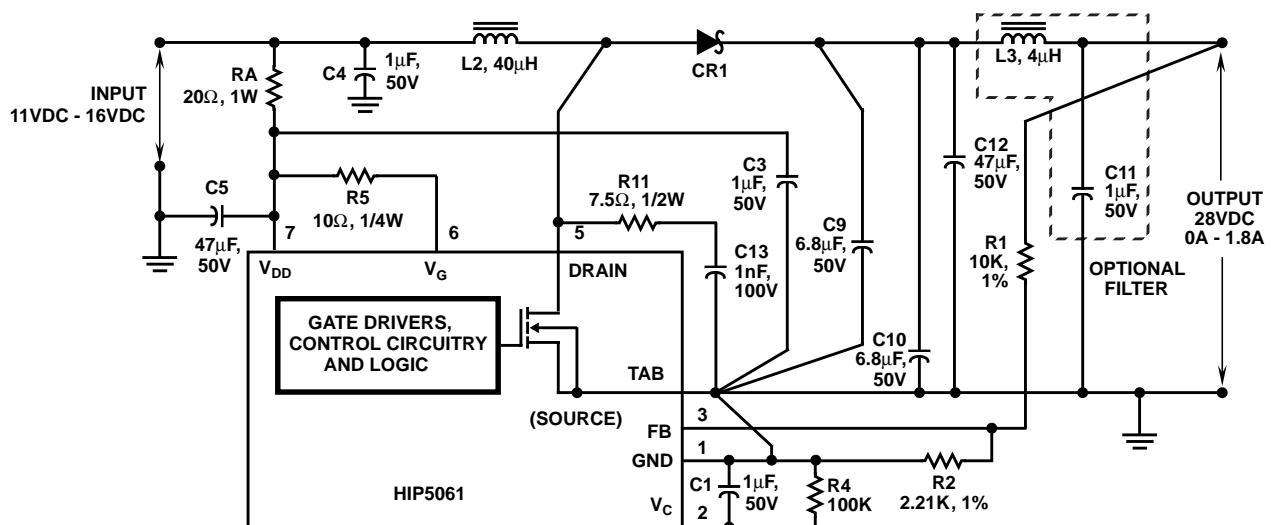 INPUT
11VDC - 16VDC
RA
20Ω, 1W
C4
1µF,
50V
L2, 40µH
CR1
L3, 4µH
C5
47µF,
50V
R5
10Ω, 1/4W
7
6
5
R11
7.5Ω, 1/2W
C13
1nF,
100V
C3
1µF,
50V
C9
6.8µF,
50V
C10
6.8µF,
50V
C12
47µF,
50V
R1
10K,
1%
C11
1µF,
50V
OPTIONAL
FILTER
OUTPUT
28VDC
0A - 1.8A
VDD
VG
DRAIN
GATE DRIVERS,
CONTROL CIRCUITRY
AND LOGIC
TAB
(SOURCE)
3
FB
1
GND
HIP5061
VC
2
C1
1µF,
50V
R4
100K
R2
2.21K, 1%